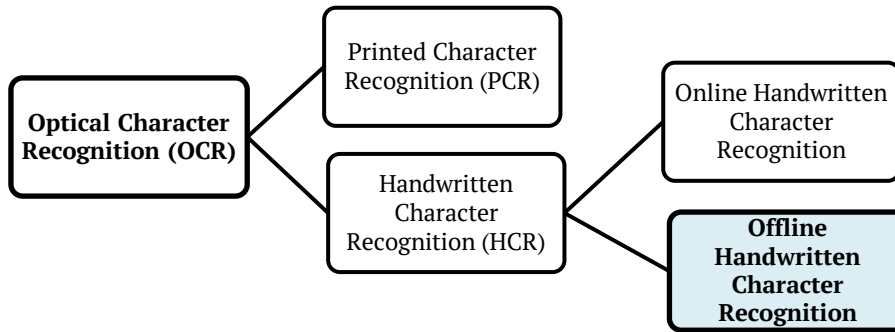 Optical Character
Recognition (OCR)
Printed Character
Recognition (PCR)
Handwritten
Character
Recognition (HCR)
Online Handwritten
Character
Recognition
Offline
Handwritten
Character
Recognition